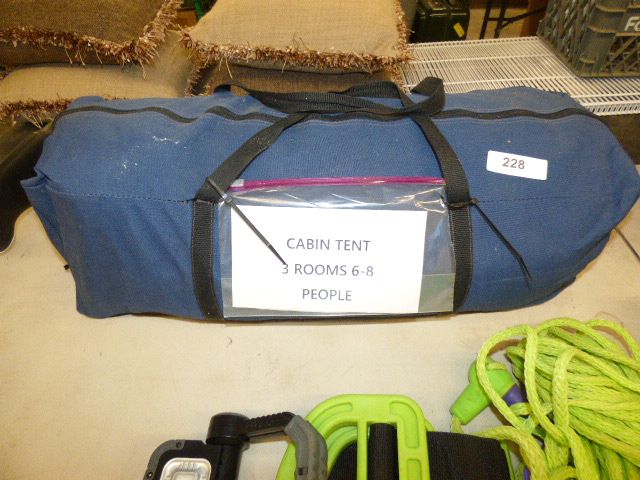 228
CABIN TENT
3 ROOMS 6-8
PEOPLE